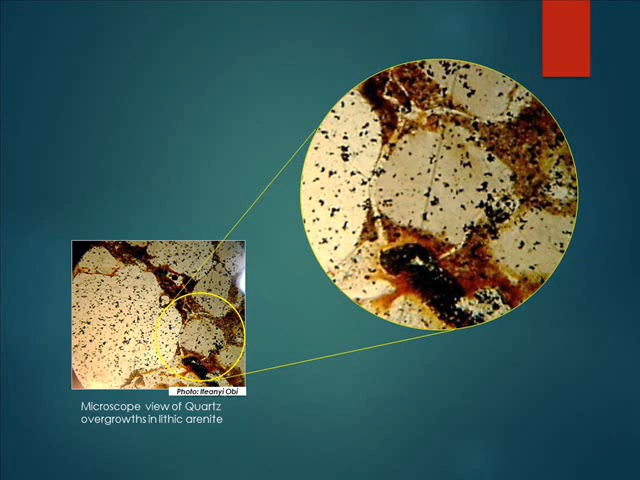 Photo: Ifeanyi Obi
Microscope view of Quartz
overgrowths in lithic arenite